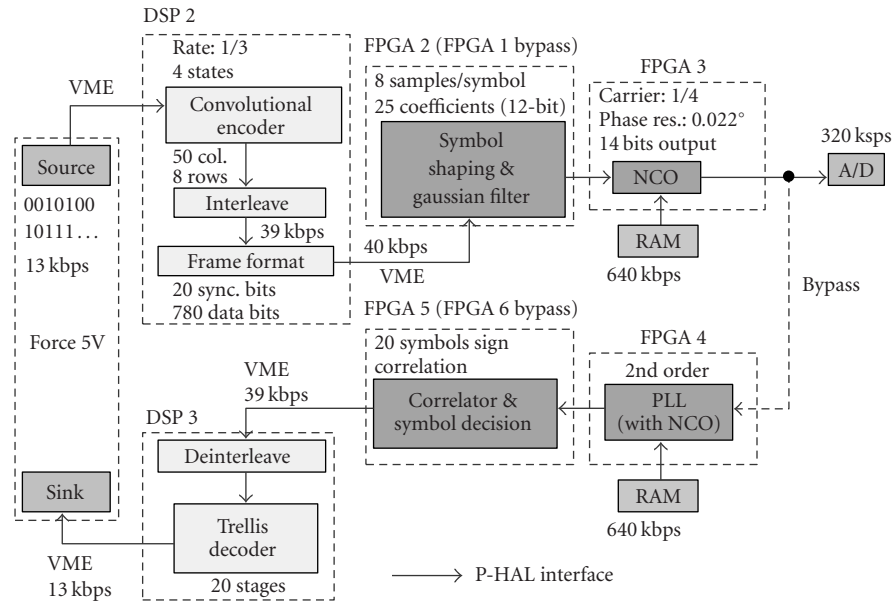 DSP 2
Rate: 1/3
4 states
VME
Convolutional
encoder
50 col.
8 rows
Interleave
39 kbps
Frame format
20 sync. bits
780 data bits
Source
0010100
10111...
13 kbps
Force 5V
Sink
FPGA 2 (FPGA 1 bypass)
8 samples/symbol
25 coefficients (12-bit)
Symbol
shaping &
gaussian filter
40 kbps
VME
FPGA 3
Carrier: 1/4
Phase res.: 0.022°
14 bits output
NCO
RAM
640 kbps
320 ksps
A/D
Bypass
FPGA 4
2nd order
PLL
(with NCO)
RAM
640 kbps
FPGA 5 (FPGA 6 bypass)
20 symbols sign
correlation
Correlator &
symbol decision
VME
39 kbps
DSP 3
Deinterleave
Trellis
decoder
20 stages
VME
13 kbps
P-HAL interface